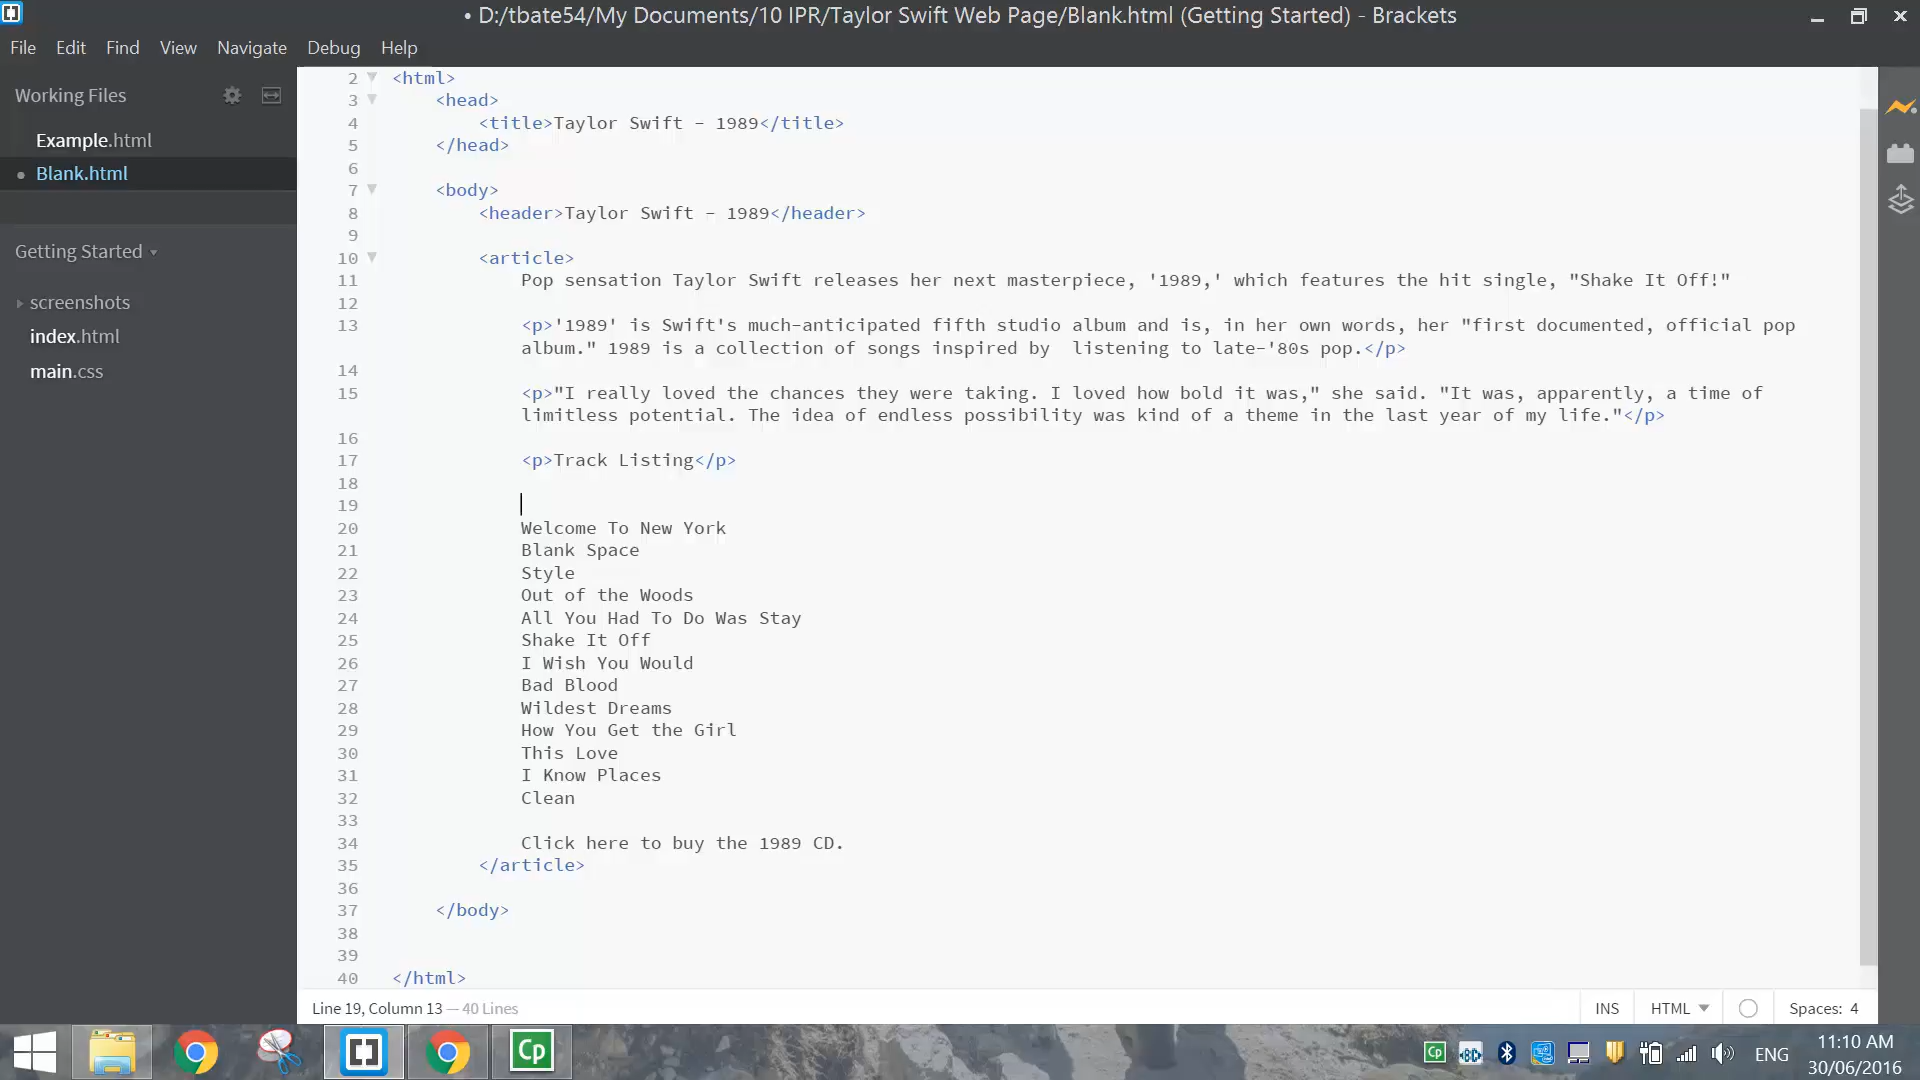 • D:/tbate54/My Documents/10 IPR/Taylor Swift Web Page/Blank.html (Getting Started) - Brackets
File Edit Find View Navigate Debug Help
Working Files
Example.html
• Blank.html
Getting Started
screenshots
index.html
main.css
2 <html>
3 <head>
4 <title>Taylor Swift - 1989</title>
5 </head>
6
7 <body>
8 <header>Taylor Swift - 1989</header>
9
10 <article>
11 Pop sensation Taylor Swift releases her next masterpiece, '1989,' which features the hit single, "Shake It Off!"
12
13 <p>'1989' is Swift's much-anticipated fifth studio album and is, in her own words, her "first documented, official pop
album." 1989 is a collection of songs inspired by  listening to late-'80s pop.</p>
14
15 <p>"I really loved the chances they were taking. I loved how bold it was," she said. "It was, apparently, a time of
limitless potential. The idea of endless possibility was kind of a theme in the last year of my life."</p>
16
17 <p>Track Listing</p>
18
19
20 Welcome To New York
21 Blank Space
22 Style
23 Out of the Woods
24 All You Had To Do Was Stay
25 Shake It Off
26 I Wish You Would
27 Bad Blood
28 Wildest Dreams
29 How You Get the Girl
30 This Love
31 I Know Places
32 Clean
33
34 Click here to buy the 1989 CD.
35 </article>
36
37 </body>
38
39
40 </html>
Line 19, Column 13 — 40 Lines
INS HTML Spaces: 4
Cp
Cp ENG 11:10 AM
30/06/2016